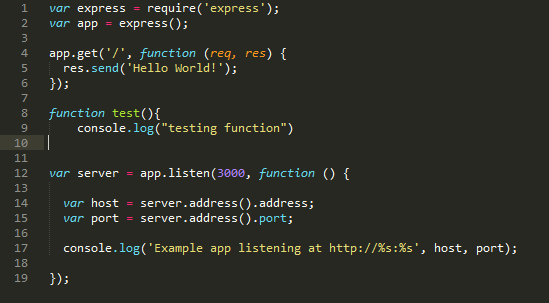 1 var express = require('express');
2 var app = express();
3
4 app.get('/', function (req, res) {
5   res.send('Hello World!');
6 });
7
8 function test(){
9     console.log("testing function")
10
11
12 var server = app.listen(3000, function () {
13
14   var host = server.address().address;
15   var port = server.address().port;
16
17   console.log('Example app listening at http://%s:%s', host, port);
18
19 });